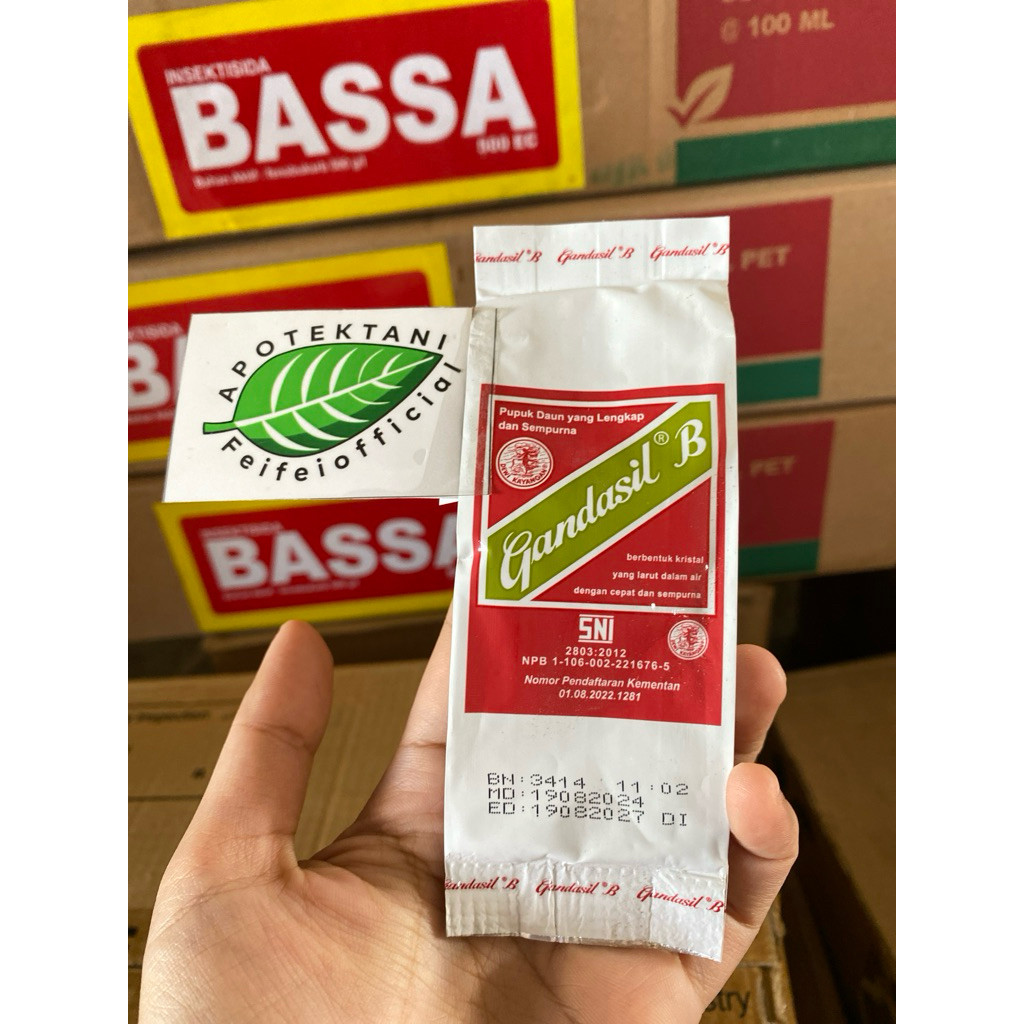 INSEKTISIDA
BASSA
500 EC
@ 100 ML
PET
Gandasil®B Gandasil®B Gandasil®B
APOTEKTANI
Feifeiofficial
Pupuk Daun yang Lengkap
dan Sempurna
DEWI KAYANGAN
Gandasil® B
berbentuk kristal
yang larut dalam air
dengan cepat dan sempurna
SNI
2803:2012
NPB 1-106-002-221676-5
Nomor Pendaftaran Kementan
01.08.2022.1281
BASSA
PET
BN:3414 11:02
MD:19082024
ED:19082027 DI
Gandasil®B Gandasil®B Gandasil®B